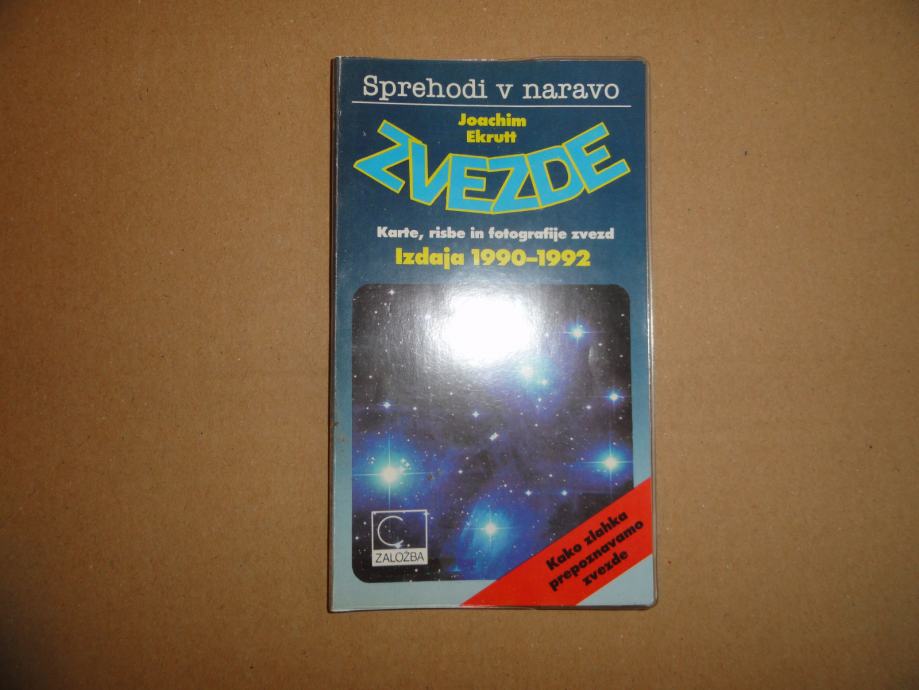 Sprehodi v naravo
Joachim
Ekrutt
ZVEZDE
Karte, risbe in fotografije zvezd
Izdaja 1990–1992
C
ZALOŽBA
Kako zlahka
prepoznavamo
zvezde